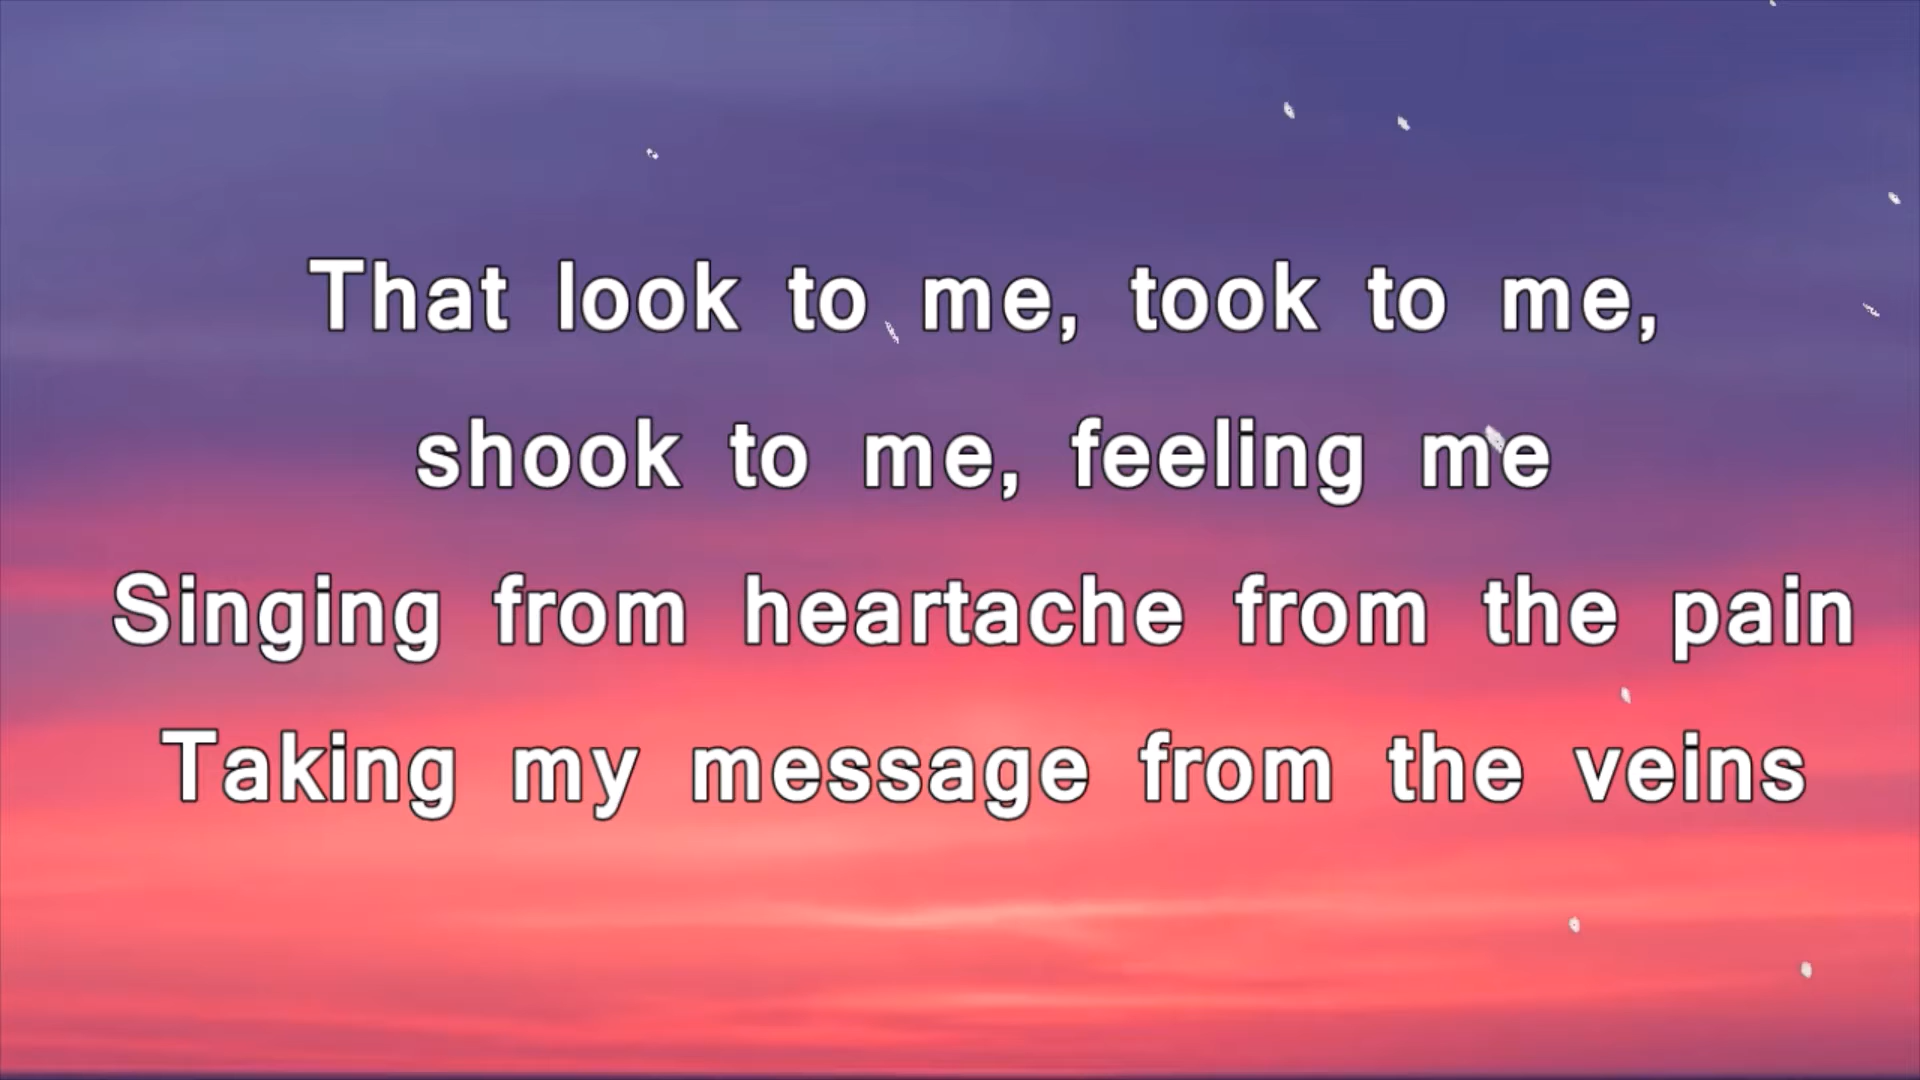 That look to me, took to me,
shook to me, feeling me
Singing from heartache from the pain
Taking my message from the veins